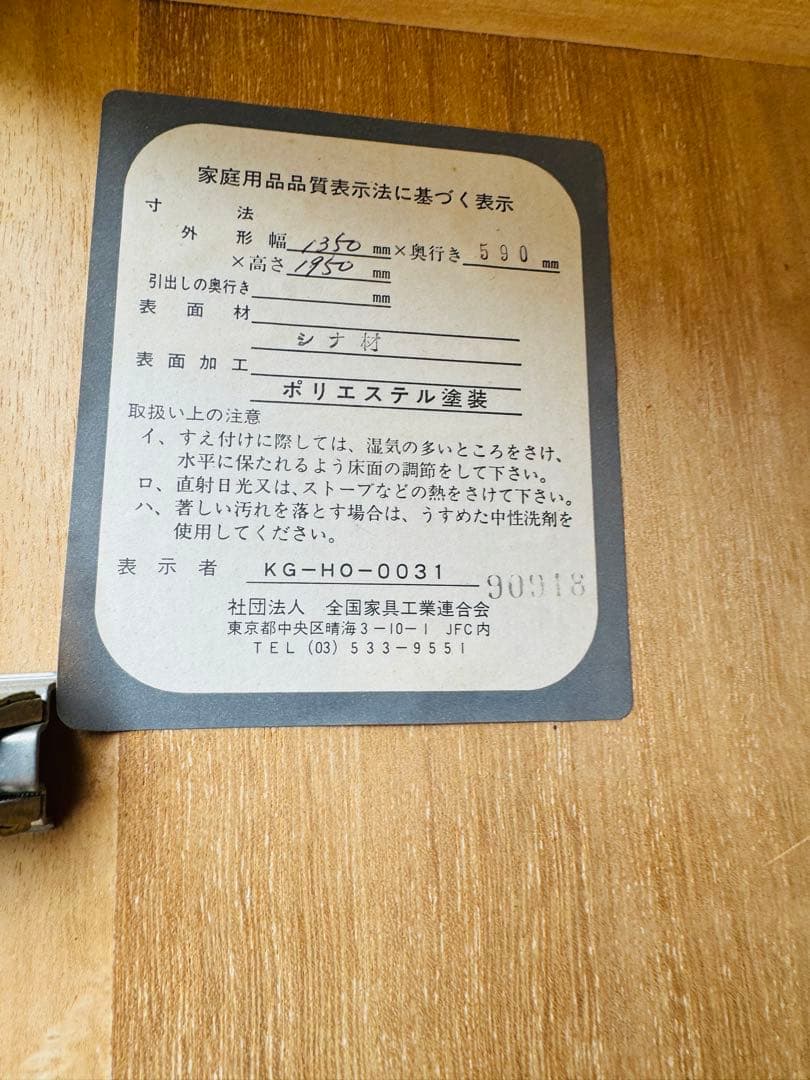 家庭用品品質表示法に基づく表示
寸法
外形 幅 1350 mm×奥行き 590 mm
×高さ 1950 mm
引出しの奥行き mm
表面材
シナ材
表面加工
ポリエステル塗装
取扱い上の注意
イ、すえ付けに際しては、湿気の多いところをさけ、
水平に保たれるよう床面の調節をして下さい。
ロ、直射日光又は、ストーブなどの熱をさけて下さい。
ハ、著しい汚れを落とす場合は、うすめた中性洗剤を
使用してください。
表示者 KG-HO-0031 90918
社団法人 全国家具工業連合会
東京都中央区晴海3-10-1 JFC内
TEL (03) 533-9551